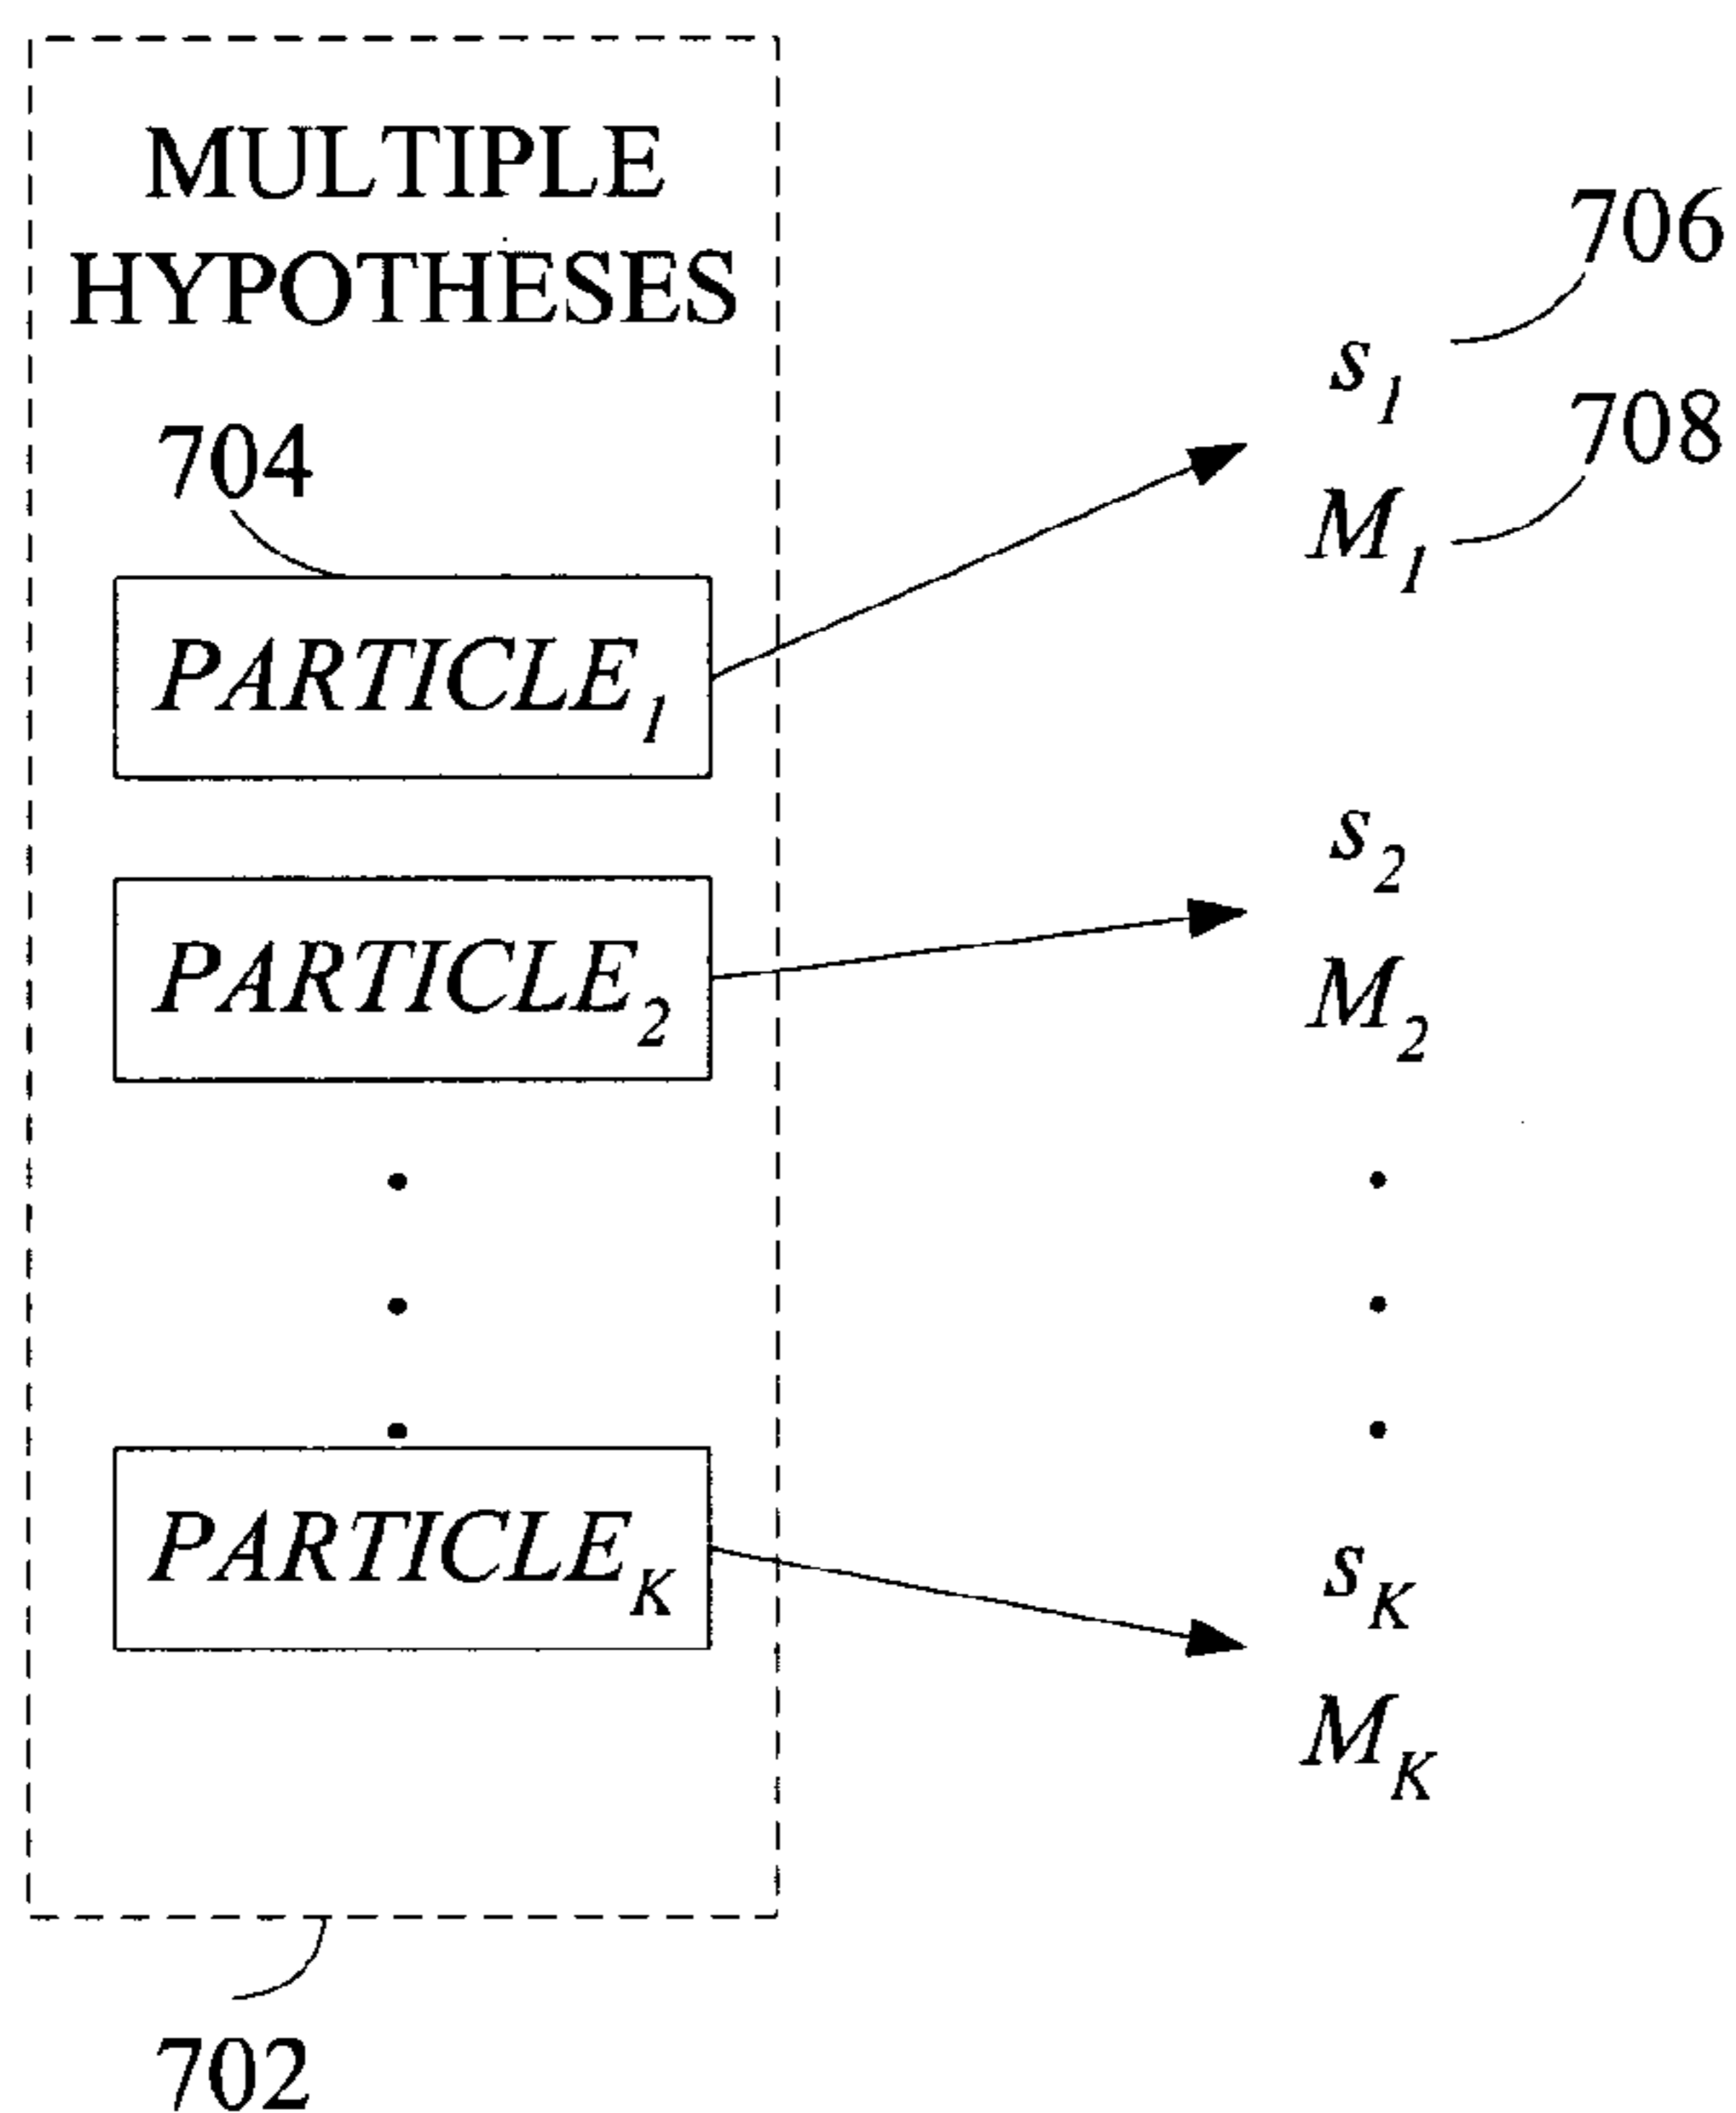 MULTIPLE
HYPOTHESES
706
s1
704
708
M1
PARTICLE1
s2
PARTICLE2
M2
PARTICLEK
sK
MK
702